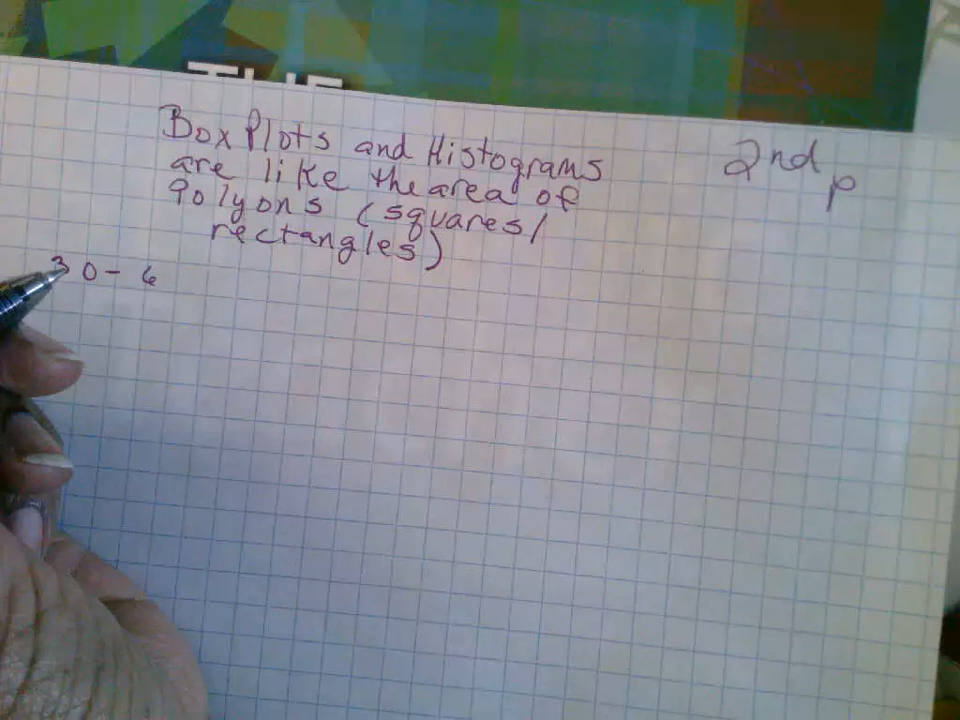 Box Plots and Histograms
are like the area of
Polyons (squares/
rectangles)
2nd p
30-6